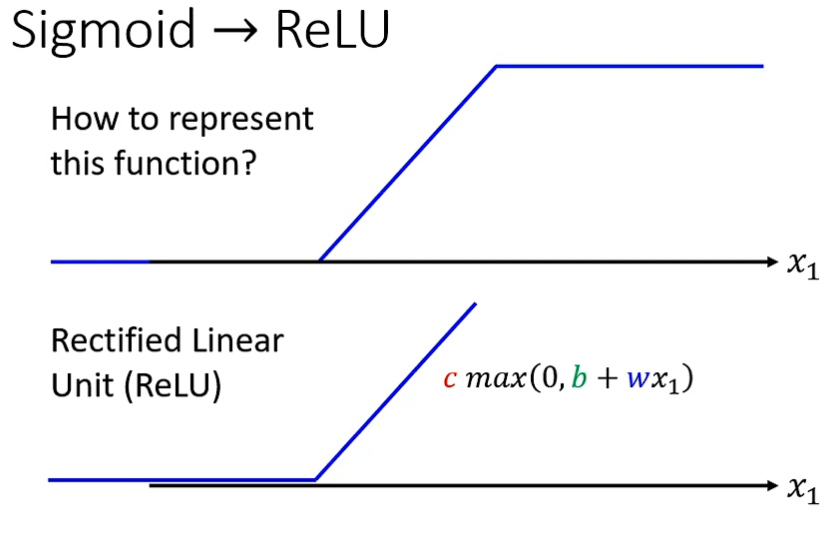 Sigmoid → ReLU
How to represent
this function?
x₁
Rectified Linear
Unit (ReLU)
c max(0, b + wx₁)
x₁